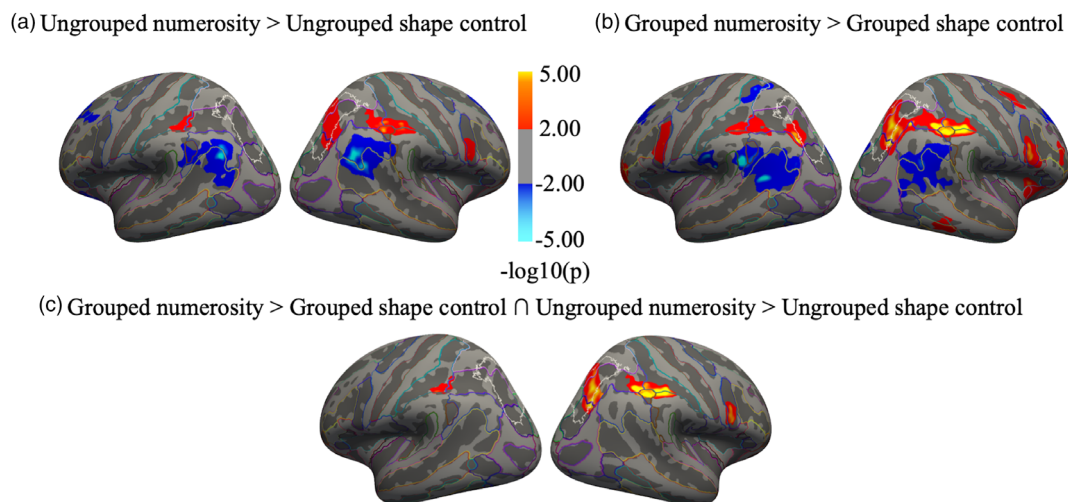 (a) Ungrouped numerosity > Ungrouped shape control
(b) Grouped numerosity > Grouped shape control
5.00
2.00
-2.00
-5.00
-log10(p)
(c) Grouped numerosity > Grouped shape control ∩ Ungrouped numerosity > Ungrouped shape control